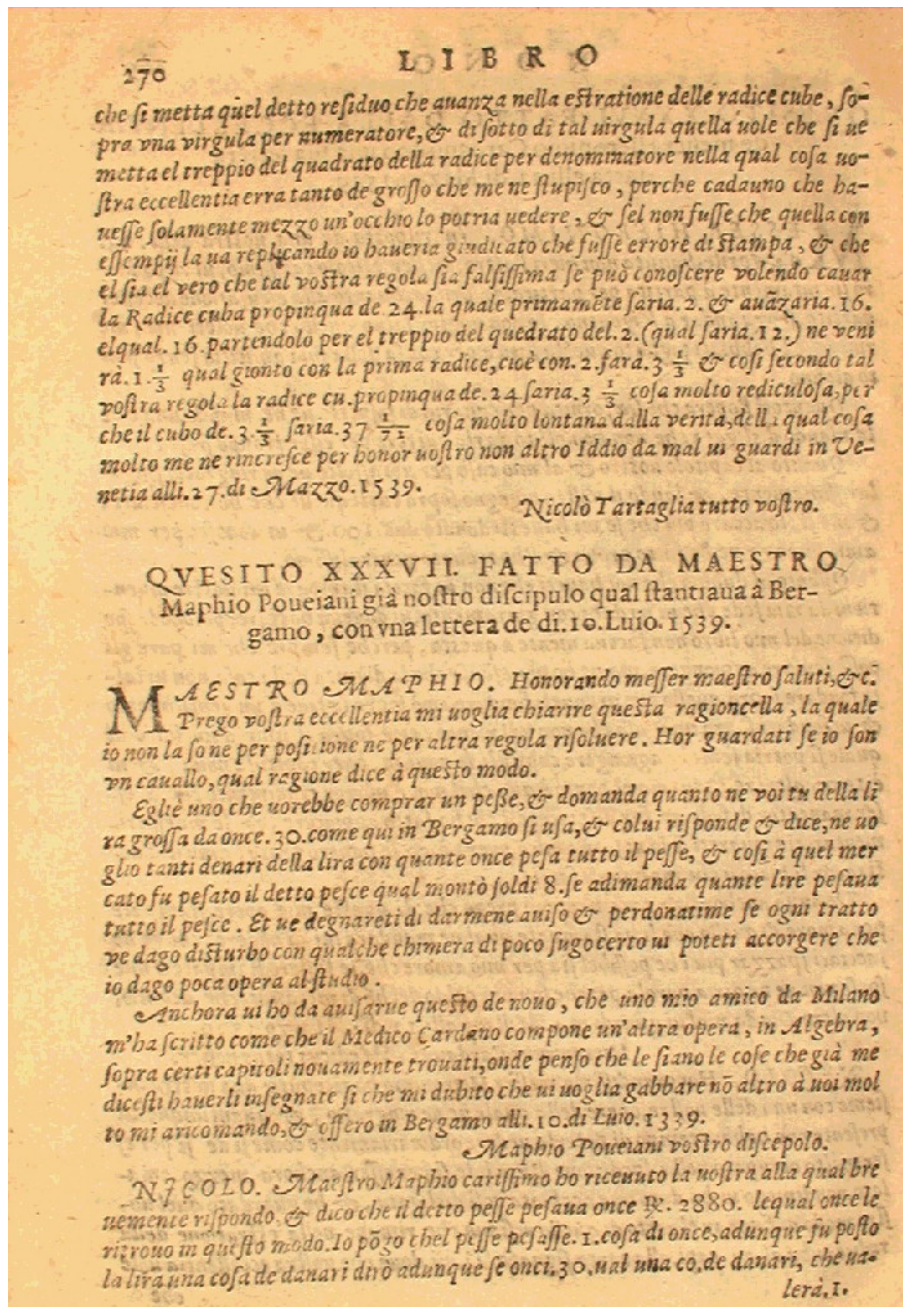 270 LIBRO
che si metta quel detto residuo che auanza nella estratione delle radice cube, so-
pra vna virgula per numeratore, & di sotto di tal uirgula quella uole che si ue
metta el treppio del quadrato della radice per denominatore nella qual cosa uo-
stra eccellentia erra tanto de grosso che me ne stupisco, perche cadauno che ha-
uesse solamente mezzo un'occhio lo potria uedere, & sel non fusse che quella con
essempij la ua replicando io haueria giudicato che fusse errore di stampa, & che
el sia el vero che tal vostra regola sia falsissima se può conoscere volendo cauar
la Radice cuba propinqua de 24. la quale primamẽte saria. 2. & auãzaria. 16.
elqual. 16. partendolo per el treppio del quedrato del. 2. (qual saria. 12.) ne veni
rà. 1. 1/3 qual gionto con la prima radice, cioè con. 2. farà. 3 1/3 & cosi secondo tal
vostra regola la radice cu. propinqua de. 24 saria. 3 1/3 cosa molto rediculosa, per
che il cubo de. 3 1/3 saria. 37 1/71 cosa molto lontana dalla verità, della qual cosa
molto me ne rincresce per honor uostro non altro Iddio da mal ui guardi in Ve-
netia alli. 27. di Mazzo. 1539.
Nicolò Tartaglia tutto vostro.
QVESITO XXXVII. FATTO DA MAESTRO
Maphio Poueiani già nostro discipulo qual stantiaua à Ber-
gamo, con vna lettera de di. 10. Luio. 1539.
MAESTRO MAPHIO. Honorando messer maestro saluti, & c̃.
Prego vostra eccellentia mi uoglia chiarire questa ragioncella, la quale
io non la so ne per positione ne per altra regola risoluere. Hor guardati se io son
vn cauallo, qual ragione dice à questo modo.
Egliè uno che uorebbe comprar un pesse, & domanda quanto ne voi tu della li
ra grossa da once. 30. come qui in Bergamo si usa, & colui risponde & dice, ne uo
glio tanti denari della lira con quante once pesa tutto il pesse, & cosi à quel mer
cato fu pesato il detto pesce qual montò soldi 8. se adimanda quante lire pesaua
tutto il pesce. Et ue degnareti di darmene auiso & perdonatime se ogni tratto
ve dago disturbo con qualche chimera di poco sugo certo ui poteti accorgere che
io dago poca opera al studio.
Anchora ui ho da auisarue questo de nouo, che uno mio amico da Milano
m'ha scritto come che il Medico Cardano compone un'altra opera, in Algebra,
sopra certi capitoli nouamente trouati, onde penso che le siano le cose che già me
dicesti hauerli insegnate si che mi dubito che ui uoglia gabbare nõ altro à uoi mol
to mi aricomando, & offero in Bergamo alli. 10. di Luio. 1339.
Maphio Poueiani vostro discepolo.
NICOLO. Maestro Maphio carissimo ho riceuuto la uostra alla qual bre
uemente rispondo & dico che il detto pesse pesaua once ℞. 2880. lequal once le
ritrouo in questo modo. Io põgo chel pesse pesasse. 1. cosa di once, adunque fu posto
la lira una cosa de danari dirò adunque se onci. 30. ual una co. de danari, che ua-
lerà. 1.